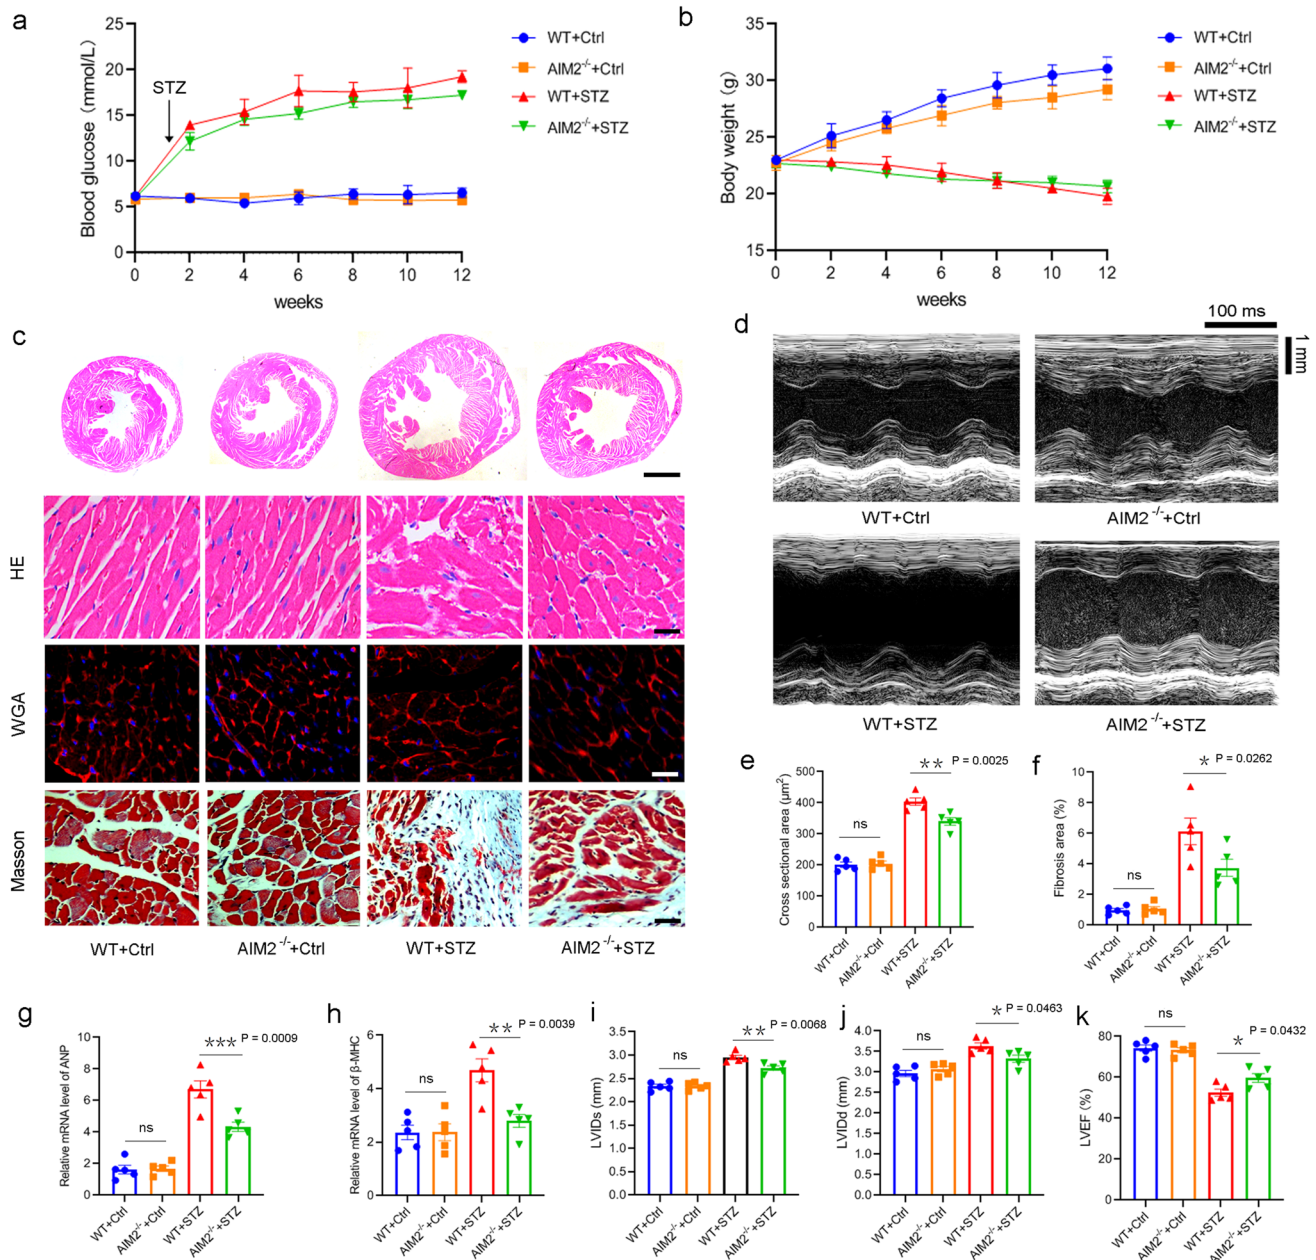 a
25
20
15
10
5
0
Blood glucose (mmol/L)
STZ
0 2 4 6 8 10 12
weeks
WT+Ctrl
AIM2-/-+Ctrl
WT+STZ
AIM2-/-+STZ
b
35
30
25
20
15
Body weight (g)
0 2 4 6 8 10 12
weeks
WT+Ctrl
AIM2-/-+Ctrl
WT+STZ
AIM2-/-+STZ
c
HE
WGA
Masson
WT+Ctrl
AIM2-/-+Ctrl
WT+STZ
AIM2-/-+STZ
d
100 ms
1 mm
WT+Ctrl
AIM2-/-+Ctrl
WT+STZ
AIM2-/-+STZ
e
500
400
300
200
100
0
Cross sectional area (μm2)
ns
** P = 0.0025
WT+Ctrl
AIM2-/-+Ctrl
WT+STZ
AIM2-/-+STZ
f
10
8
6
4
2
0
Fibrosis area (%)
ns
* P = 0.0262
WT+Ctrl
AIM2-/-+Ctrl
WT+STZ
AIM2-/-+STZ
g
10
8
6
4
2
0
Relative mRNA level of ANP
ns
*** P = 0.0009
WT+Ctrl
AIM2-/-+Ctrl
WT+STZ
AIM2-/-+STZ
h
6
4
2
0
Relative mRNA level of β-MHC
ns
** P = 0.0039
WT+Ctrl
AIM2-/-+Ctrl
WT+STZ
AIM2-/-+STZ
i
3.5
3.0
2.5
2.0
1.5
1.0
0.5
0.0
LVIDs (mm)
ns
** P = 0.0068
WT+Ctrl
AIM2-/-+Ctrl
WT+STZ
AIM2-/-+STZ
j
4.0
3.5
3.0
2.5
2.0
1.5
1.0
0.5
0.0
LVIDd (mm)
ns
* P = 0.0463
WT+Ctrl
AIM2-/-+Ctrl
WT+STZ
AIM2-/-+STZ
k
80
60
40
20
0
LVEF (%)
ns
* P = 0.0432
WT+Ctrl
AIM2-/-+Ctrl
WT+STZ
AIM2-/-+STZ